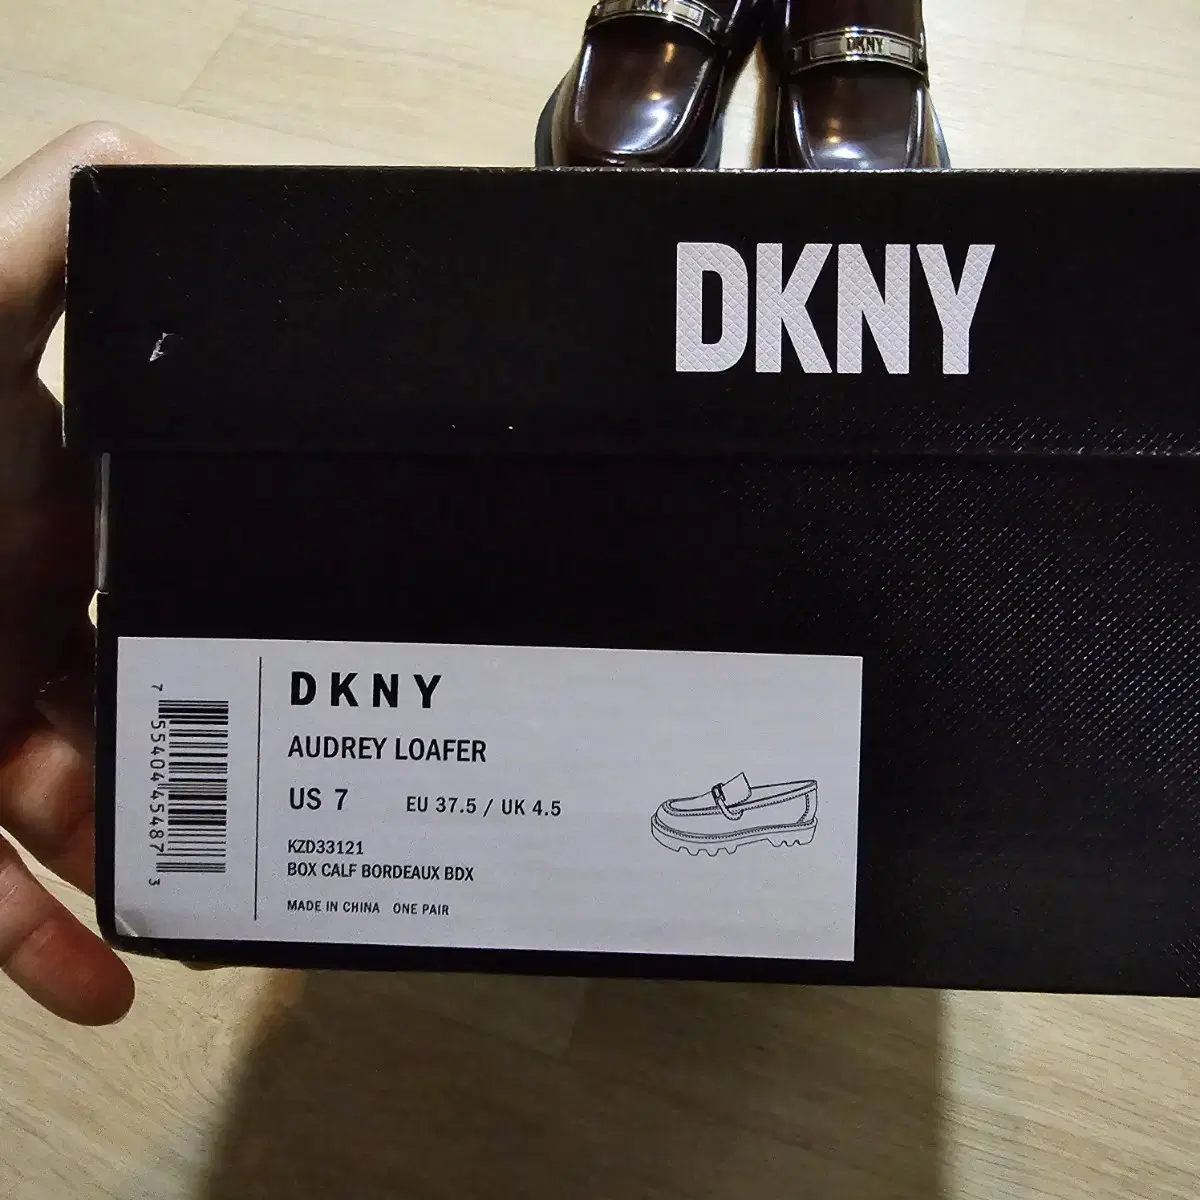 DKNY
DKNY
DKNY
AUDREY LOAFER
US 7 EU 37.5 / UK 4.5
KZD33121
BOX CALF BORDEAUX BDX
MADE IN CHINA ONE PAIR
7 55404 45487 3